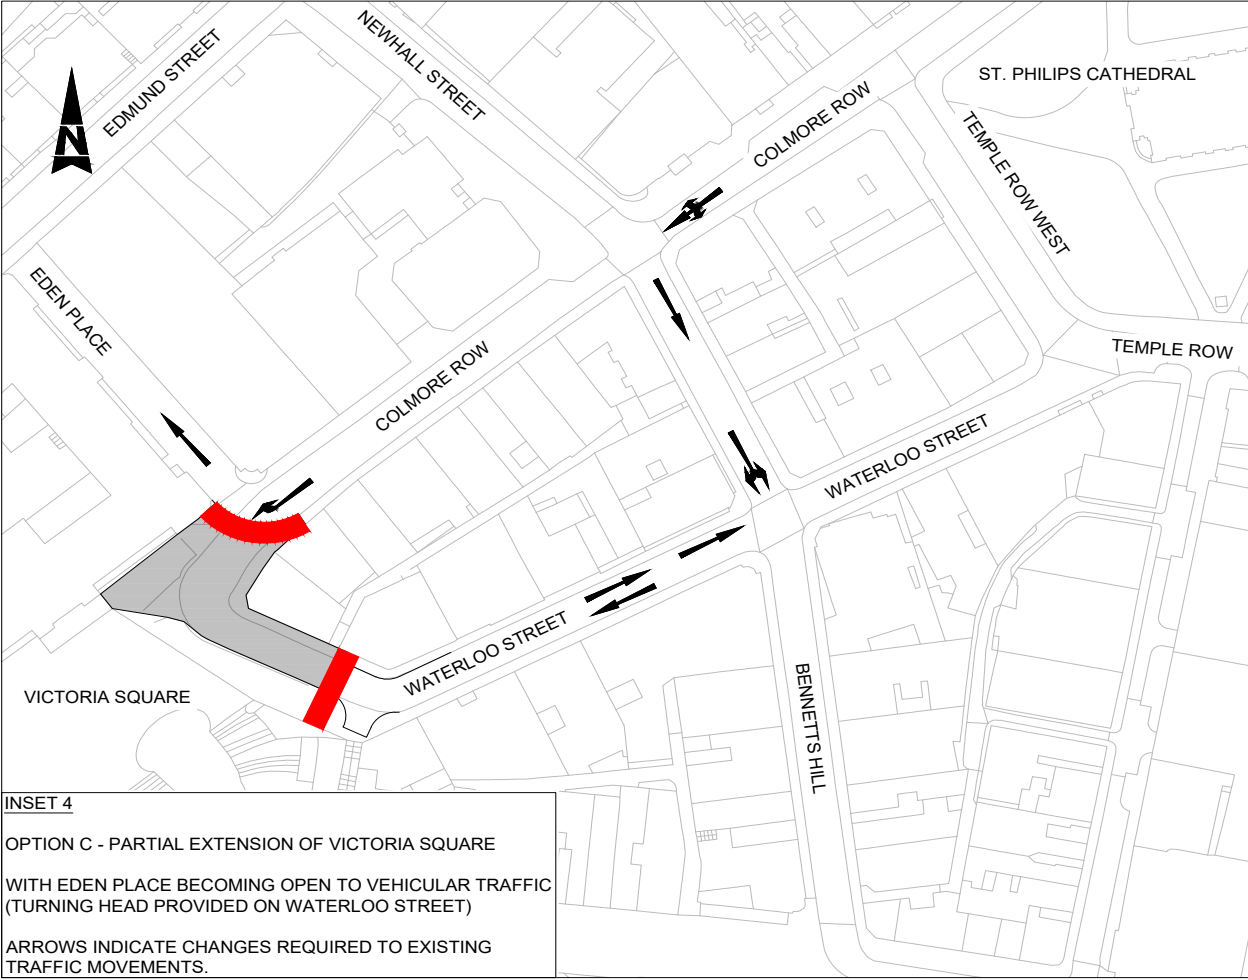 NEWHALL STREET
EDMUND STREET
ST. PHILIPS CATHEDRAL
COLMORE ROW
TEMPLE ROW WEST
N
EDEN PLACE
TEMPLE ROW
COLMORE ROW
WATERLOO STREET
WATERLOO STREET
VICTORIA SQUARE
BENNETTS HILL
INSET 4
OPTION C - PARTIAL EXTENSION OF VICTORIA SQUARE
WITH EDEN PLACE BECOMING OPEN TO VEHICULAR TRAFFIC
(TURNING HEAD PROVIDED ON WATERLOO STREET)
ARROWS INDICATE CHANGES REQUIRED TO EXISTING
TRAFFIC MOVEMENTS.